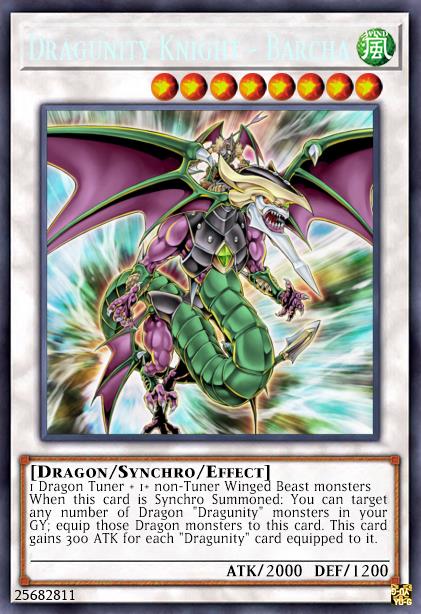 Dragunity Knight - Barcha
WIND
風
[Dragon/Synchro/Effect]
1 Dragon Tuner + 1+ non-Tuner Winged Beast monsters
When this card is Synchro Summoned: You can target
any number of Dragon "Dragunity" monsters in your
GY; equip those Dragon monsters to this card. This card
gains 300 ATK for each "Dragunity" card equipped to it.
ATK/2000 DEF/1200
25682811